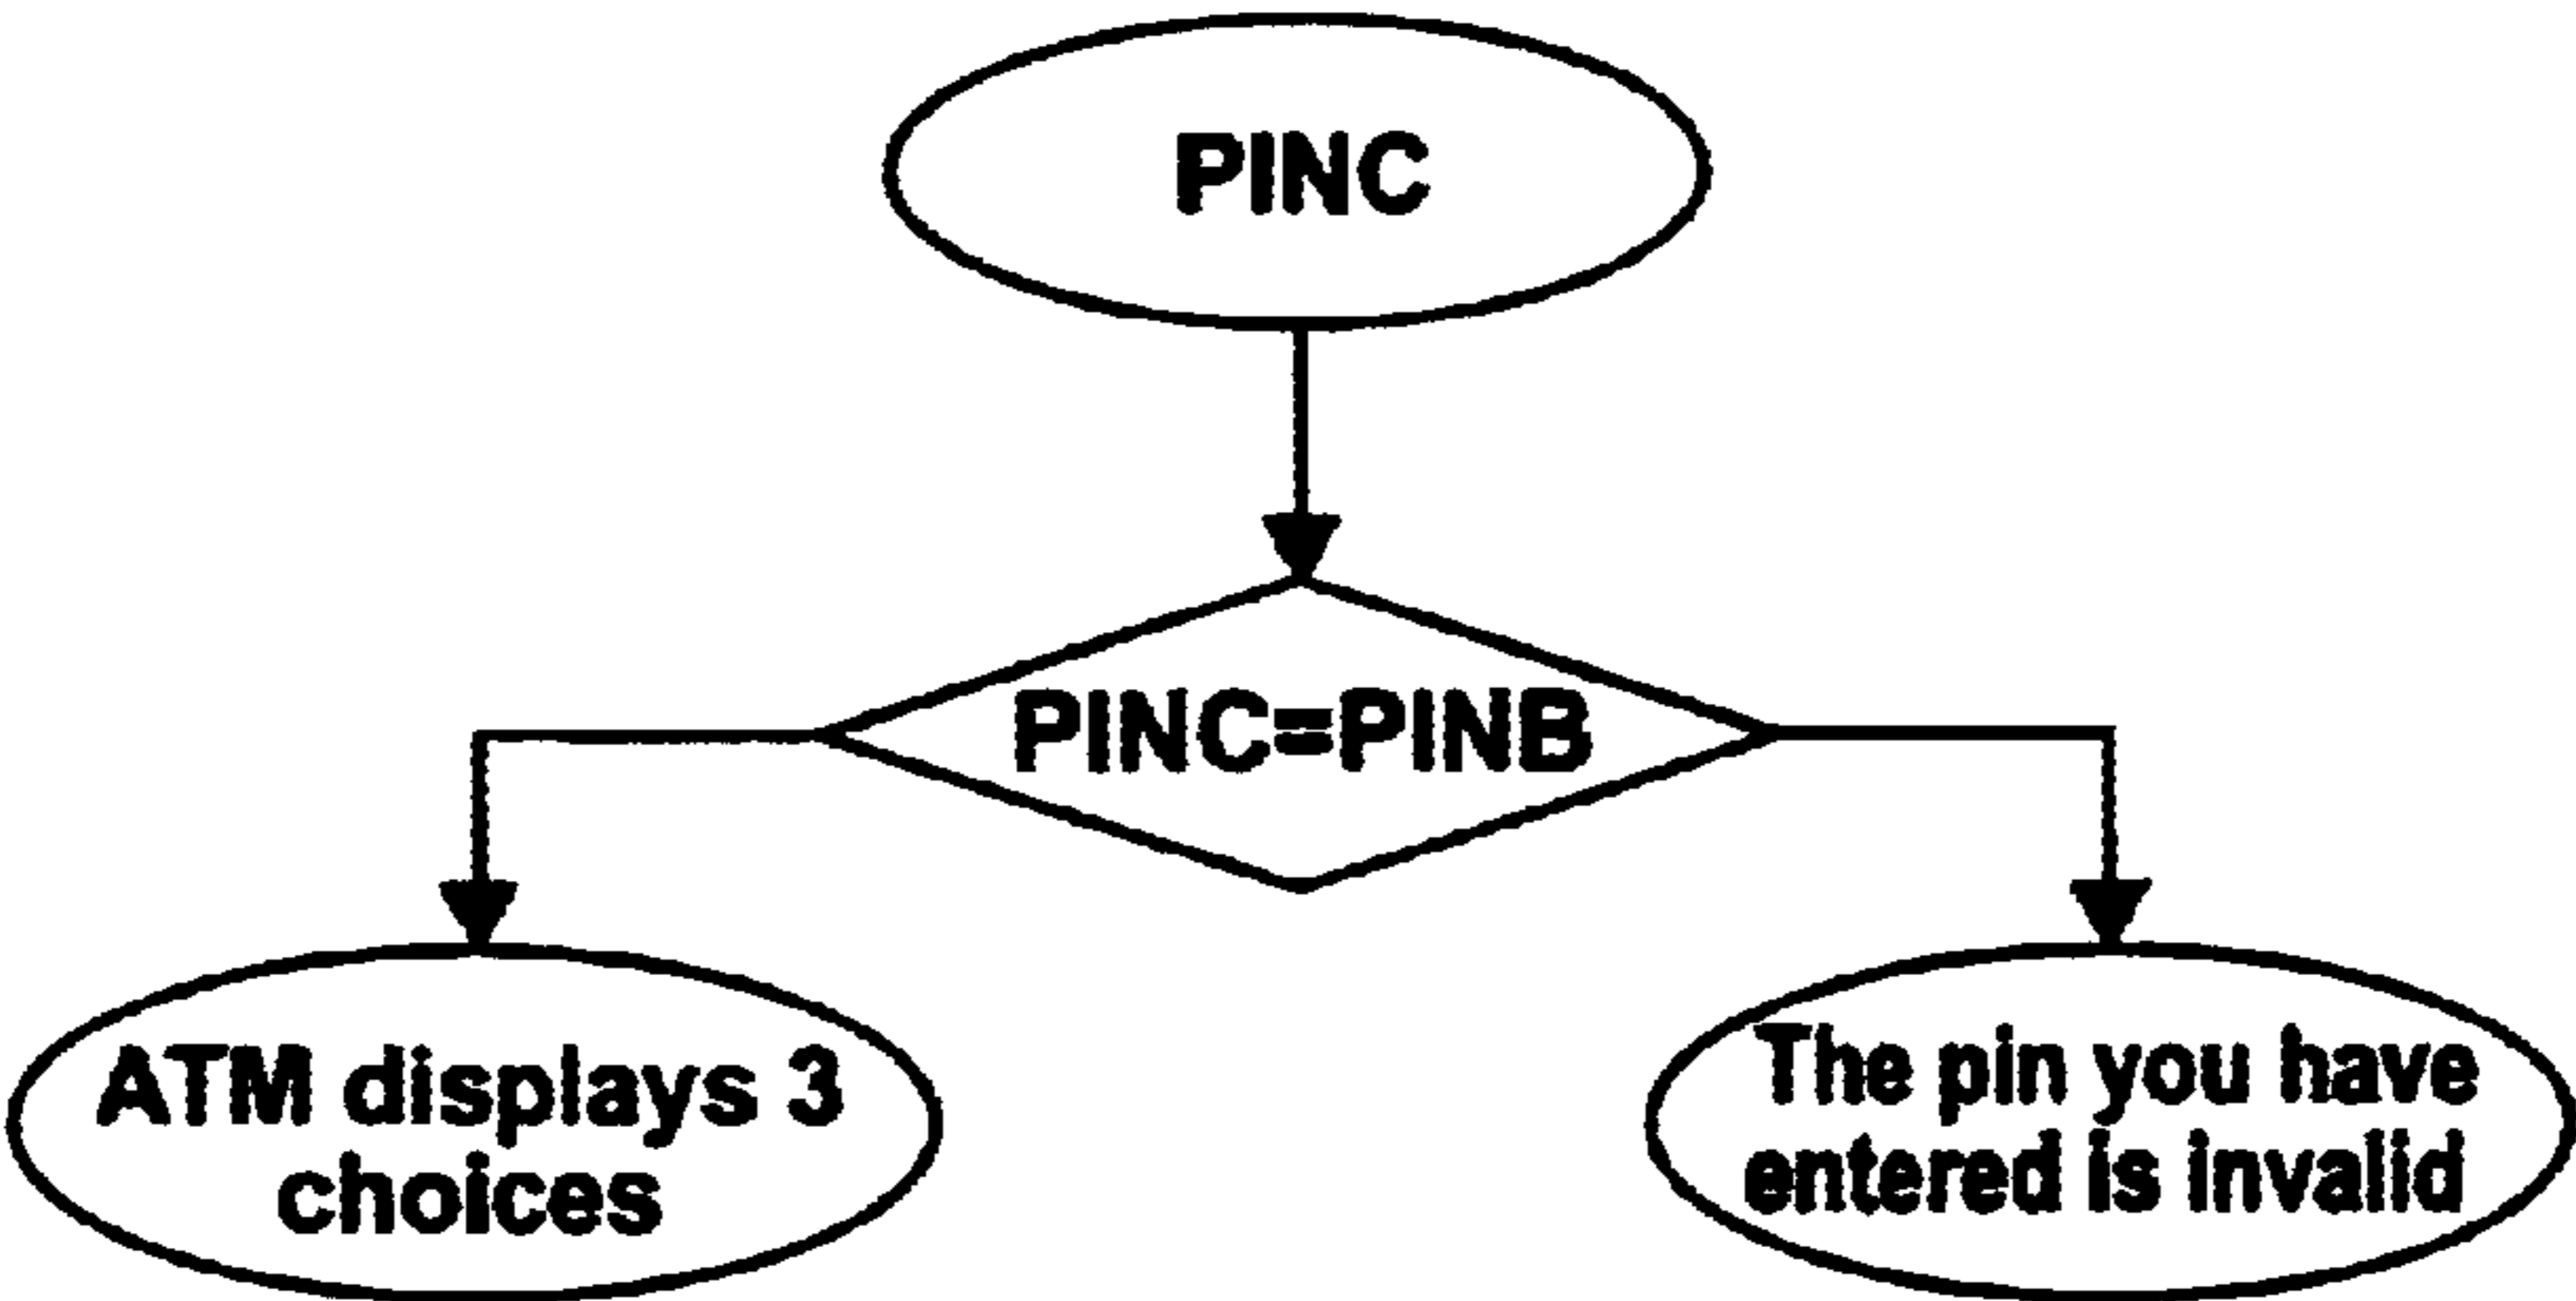 PINC
PINC=PINB
ATM displays 3
choices
The pin you have
entered is invalid